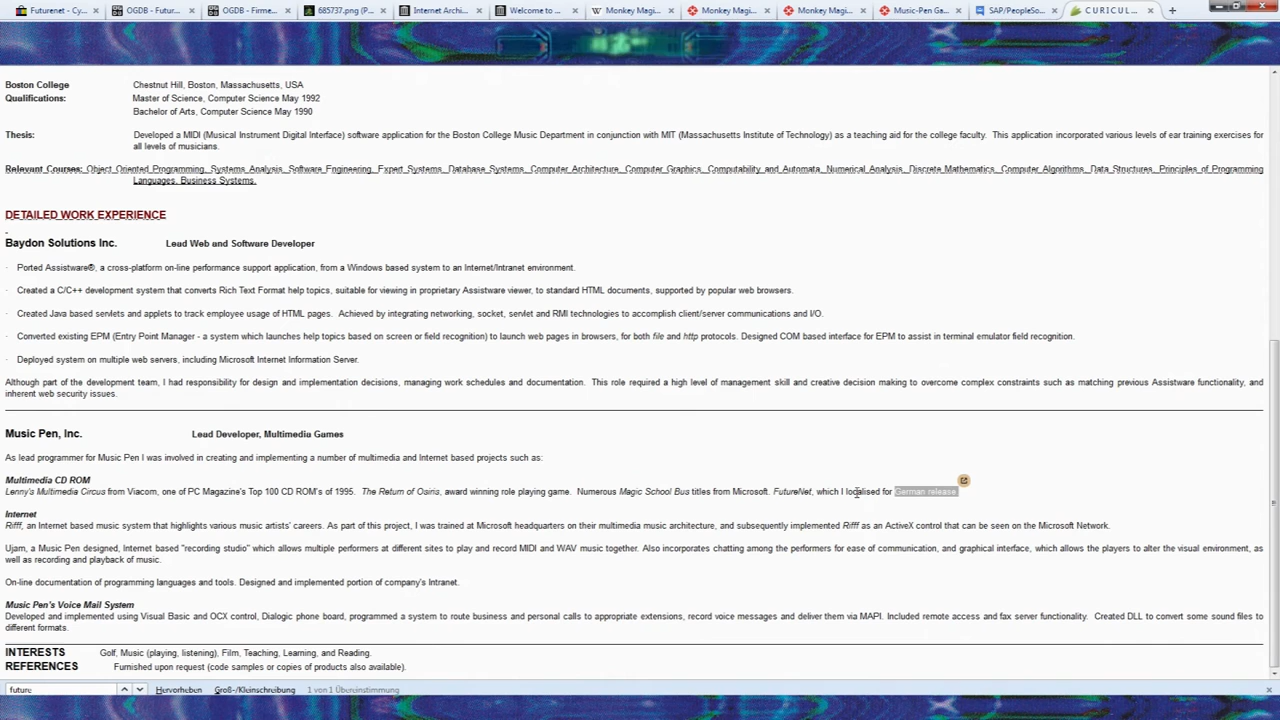 Futurenet - Cy...
OGDB - Futur...
OGDB - Firme...
685737.png (P...
Internet Archi...
Welcome to ...
Monkey Magi...
Monkey Magi...
Monkey Magi...
Music-Pen Ga...
SAP/PeopleSo...
C U R I C U L...
Boston College Chestnut Hill, Boston, Massachusetts, USA
Qualifications: Master of Science, Computer Science May 1992
Bachelor of Arts, Computer Science May 1990
Thesis: Developed a MIDI (Musical Instrument Digital Interface) software application for the Boston College Music Department in conjunction with MIT (Massachusetts Institute of Technology) as a teaching aid for the college faculty. This application incorporated various levels of ear training exercises for
all levels of musicians.
Relevant Courses: Object Oriented Programming, Systems Analysis, Software Engineering, Expert Systems, Database Systems, Computer Architecture, Computer Graphics, Computability and Automata, Numerical Analysis, Discrete Mathematics, Computer Algorithms, Data Structures, Principles of Programming
Languages, Business Systems.
DETAILED WORK EXPERIENCE
Baydon Solutions Inc. Lead Web and Software Developer
· Ported Assistware®, a cross-platform on-line performance support application, from a Windows based system to an Internet/Intranet environment.
· Created a C/C++ development system that converts Rich Text Format help topics, suitable for viewing in proprietary Assistware viewer, to standard HTML documents, supported by popular web browsers.
· Created Java based servlets and applets to track employee usage of HTML pages. Achieved by integrating networking, socket, servlet and RMI technologies to accomplish client/server communications and I/O.
· Converted existing EPM (Entry Point Manager - a system which launches help topics based on screen or field recognition) to launch web pages in browsers, for both file and http protocols. Designed COM based interface for EPM to assist in terminal emulator field recognition.
· Deployed system on multiple web servers, including Microsoft Internet Information Server.
Although part of the development team, I had responsibility for design and implementation decisions, managing work schedules and documentation. This role required a high level of management skill and creative decision making to overcome complex constraints such as matching previous Assistware functionality, and
inherent web security issues.
Music Pen, Inc. Lead Developer, Multimedia Games
As lead programmer for Music Pen I was involved in creating and implementing a number of multimedia and Internet based projects such as:
Multimedia CD ROM
Lenny's Multimedia Circus from Viacom, one of PC Magazine's Top 100 CD ROM's of 1995. The Return of Osiris, award winning role playing game. Numerous Magic School Bus titles from Microsoft. FutureNet, which I localised for German release.
Internet
Rifff, an Internet based music system that highlights various music artists' careers. As part of this project, I was trained at Microsoft headquarters on their multimedia music architecture, and subsequently implemented Rifff as an ActiveX control that can be seen on the Microsoft Network.
Ujam, a Music Pen designed, Internet based "recording studio" which allows multiple performers at different sites to play and record MIDI and WAV music together. Also incorporates chatting among the performers for ease of communication, and graphical interface, which allows the players to alter the visual environment, as
well as recording and playback of music.
On-line documentation of programming languages and tools. Designed and implemented portion of company's Intranet.
Music Pen's Voice Mail System
Developed and implemented using Visual Basic and OCX control, Dialogic phone board, programmed a system to route business and personal calls to appropriate extensions, record voice messages and deliver them via MAPI. Included remote access and fax server functionality. Created DLL to convert some sound files to
different formats.
INTERESTS Golf, Music (playing, listening), Film, Teaching, Learning, and Reading.
REFERENCES Furnished upon request (code samples or copies of products also available).
future Hervorheben Groß-/Kleinschreibung 1 von 1 Übereinstimmung